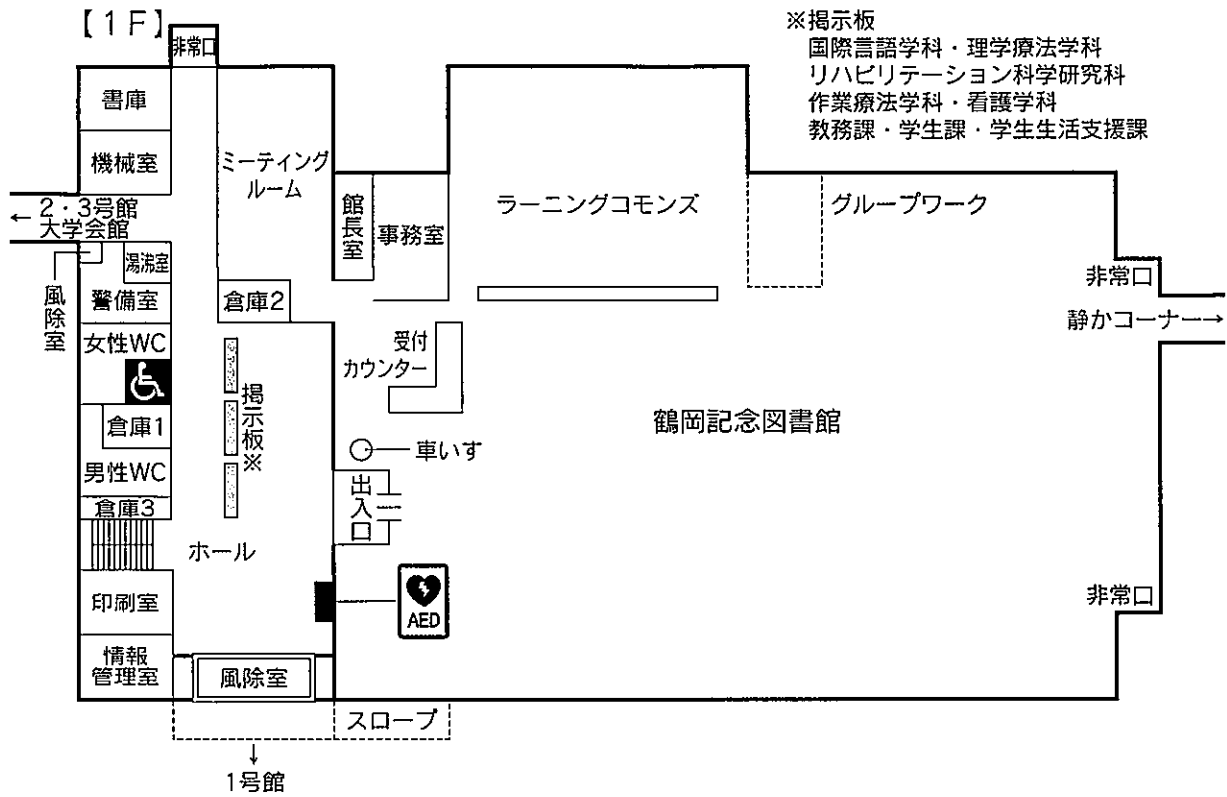 【1F】
非常口
※掲示板
国際言語学科・理学療法学科
リハビリテーション科学研究科
作業療法学科・看護学科
教務課・学生課・学生生活支援課
書庫
機械室
ミーティング
ルーム
館長室
事務室
ラーニングコモンズ
グループワーク
← 2・3号館
大学会館
湯沸室
風除室
警備室
倉庫2
非常口
静かコーナー→
女性WC
受付
カウンター
掲示板※
倉庫1
鶴岡記念図書館
車いす
男性WC
出入口
倉庫3
ホール
印刷室
AED
非常口
情報
管理室
風除室
スロープ
↓
1号館